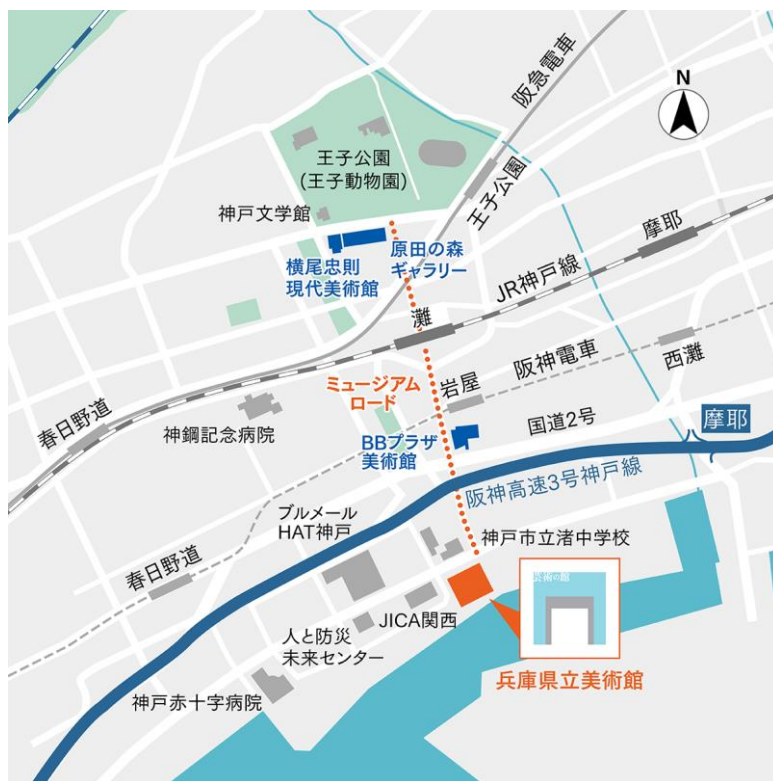 N
阪急電車
王子公園
(王子動物園)
王子公園
神戸文学館
摩耶
横尾忠則
現代美術館
原田の森
ギャラリー
JR神戸線
灘
阪神電車
西灘
ミュージアム
ロード
岩屋
春日野道
神鋼記念病院
BBプラザ
美術館
国道2号
摩耶
阪神高速3号神戸線
ブルメール
HAT神戸
神戸市立渚中学校
春日野道
芸術の館
JICA関西
人と防災
未来センター
兵庫県立美術館
神戸赤十字病院